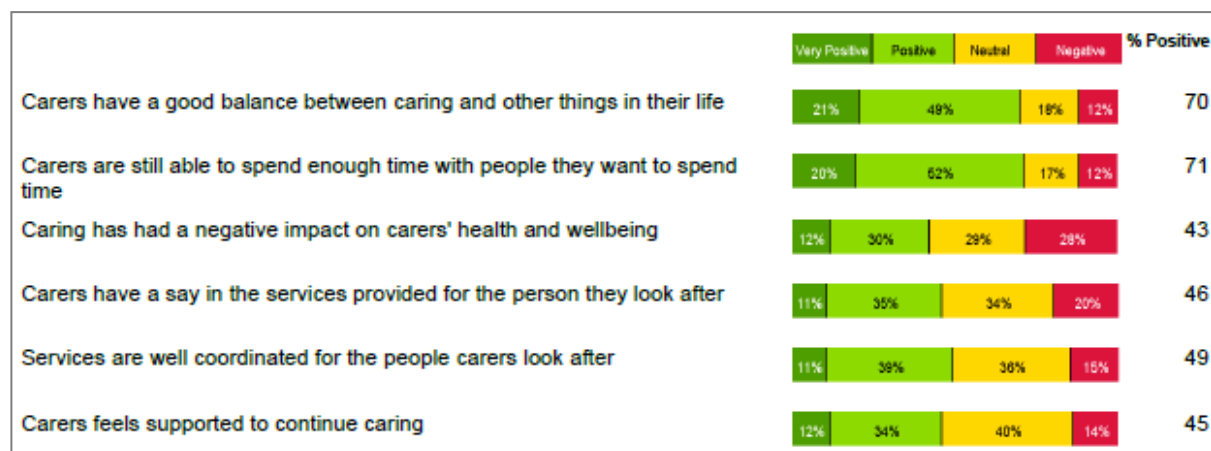 Very Positive Positive Neutral Negative % Positive
Carers have a good balance between caring and other things in their life 21% 49% 18% 12% 70
Carers are still able to spend enough time with people they want to spend
time 20% 52% 17% 12% 71
Caring has had a negative impact on carers' health and wellbeing 12% 30% 29% 28% 43
Carers have a say in the services provided for the person they look after 11% 35% 34% 20% 46
Services are well coordinated for the people carers look after 11% 39% 36% 15% 49
Carers feels supported to continue caring 12% 34% 40% 14% 45